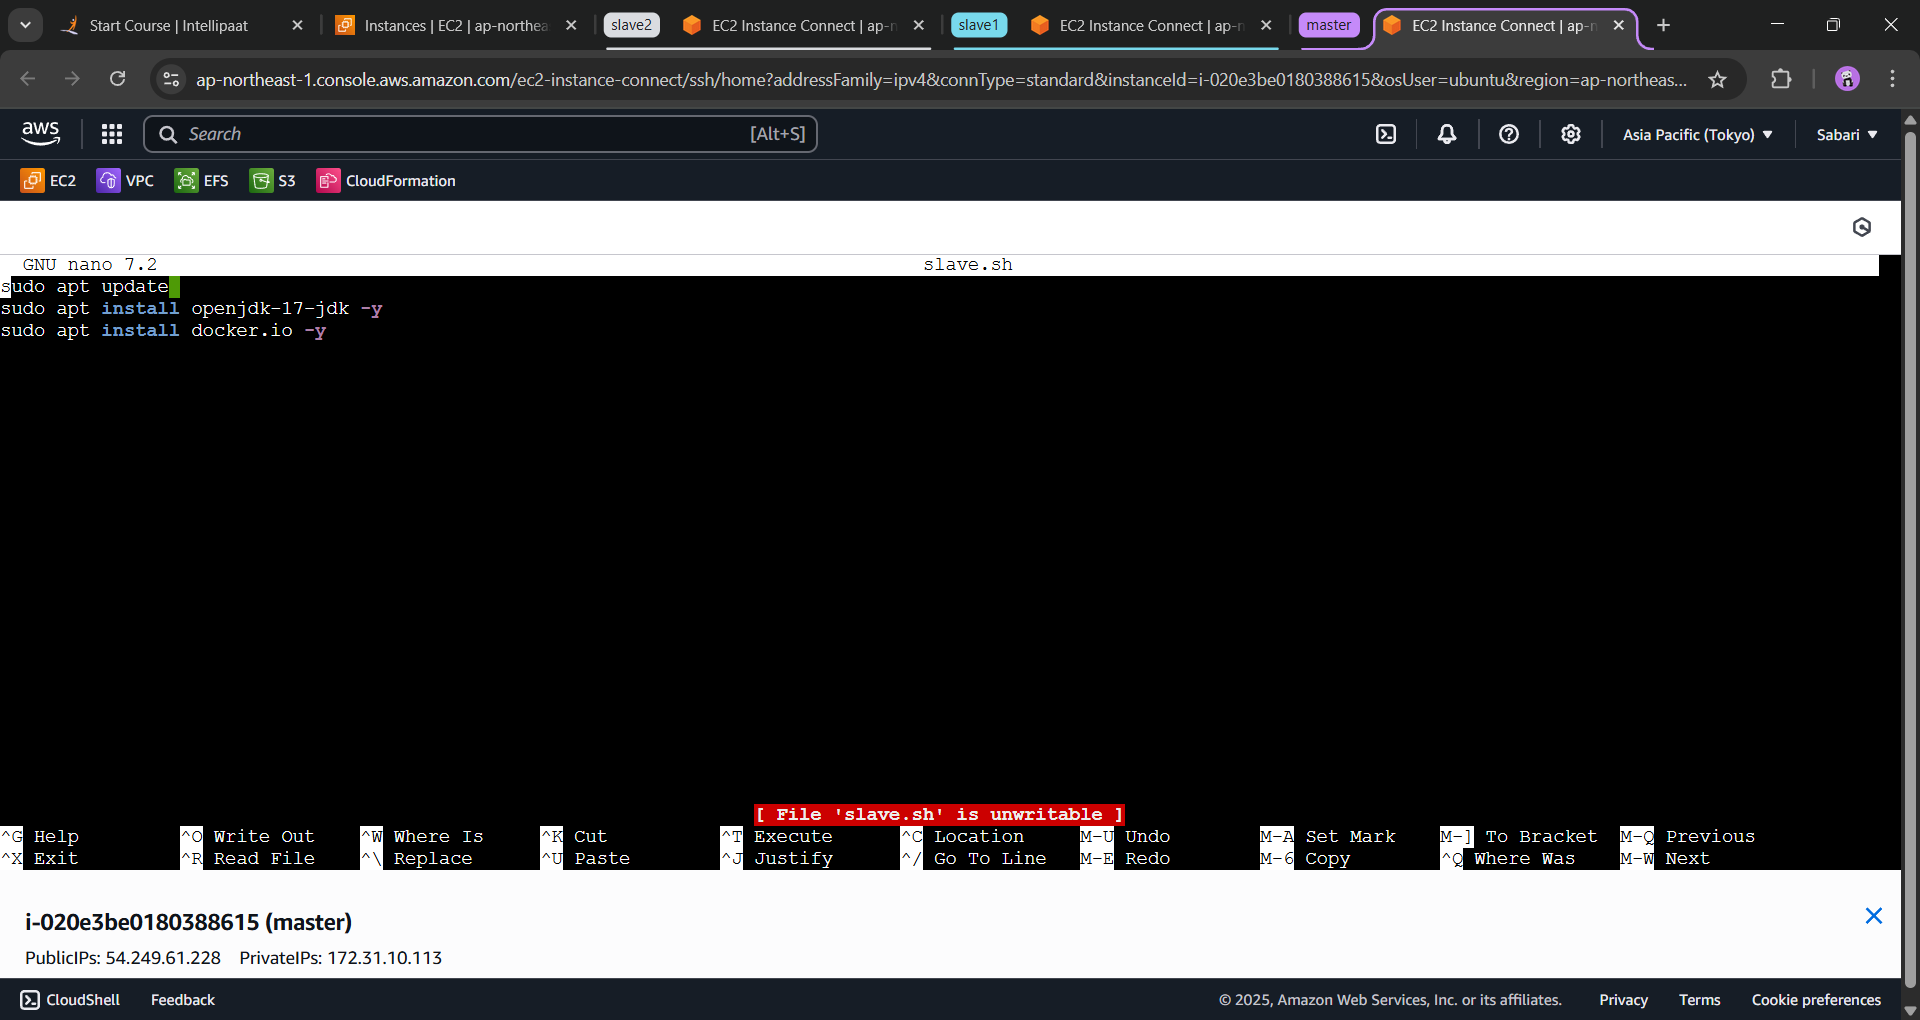 Start Course | Intellipaat
Instances | EC2 | ap-northea
slave2
EC2 Instance Connect | ap-n
slave1
EC2 Instance Connect | ap-n
master
EC2 Instance Connect | ap-n
ap-northeast-1.console.aws.amazon.com/ec2-instance-connect/ssh/home?addressFamily=ipv4&connType=standard&instanceId=i-020e3be0180388615&osUser=ubuntu&region=ap-northeas...
aws
Search
[Alt+S]
Asia Pacific (Tokyo)
Sabari
EC2
VPC
EFS
S3
CloudFormation
GNU nano 7.2 slave.sh
sudo apt update
sudo apt install openjdk-17-jdk -y
sudo apt install docker.io -y
[ File 'slave.sh' is unwritable ]
^G Help ^O Write Out ^W Where Is ^K Cut ^T Execute ^C Location M-U Undo M-A Set Mark M-] To Bracket M-Q Previous
^X Exit ^R Read File ^\ Replace ^U Paste ^J Justify ^/ Go To Line M-E Redo M-6 Copy ^Q Where Was M-W Next
i-020e3be0180388615 (master)
PublicIPs: 54.249.61.228 PrivateIPs: 172.31.10.113
CloudShell Feedback © 2025, Amazon Web Services, Inc. or its affiliates. Privacy Terms Cookie preferences